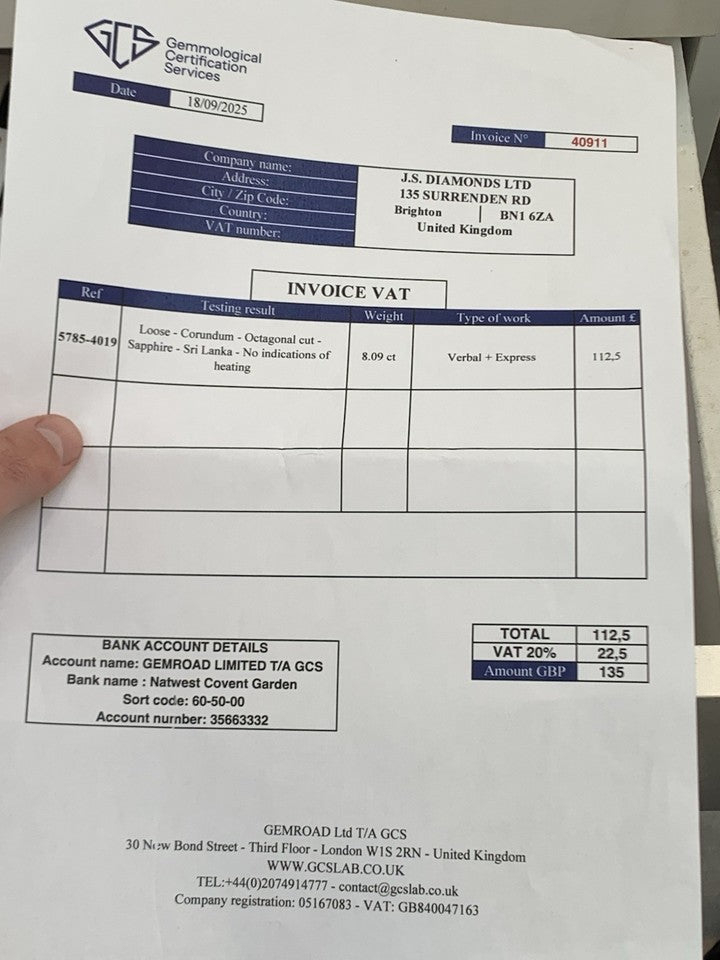 GCS
Gemmological
Certification
Services
Date 18/09/2025
Invoice N° 40911
Company name: J.S. DIAMONDS LTD
Address: 135 SURRENDEN RD
City / Zip Code: Brighton | BN1 6ZA
Country: United Kingdom
VAT number:
INVOICE VAT
Ref Testing result Weight Type of work Amount £
5785-4019 Loose - Corundum - Octagonal cut -
Sapphire - Sri Lanka - No indications of
heating
8.09 ct Verbal + Express 112,5
BANK ACCOUNT DETAILS
Account name: GEMROAD LIMITED T/A GCS
Bank name : Natwest Covent Garden
Sort code: 60-50-00
Account number: 35663332
TOTAL 112,5
VAT 20% 22,5
Amount GBP 135
GEMROAD Ltd T/A GCS
30 New Bond Street - Third Floor - London W1S 2RN - United Kingdom
WWW.GCSLAB.CO.UK
TEL:+44(0)2074914777 - contact@gcslab.co.uk
Company registration: 05167083 - VAT: GB840047163